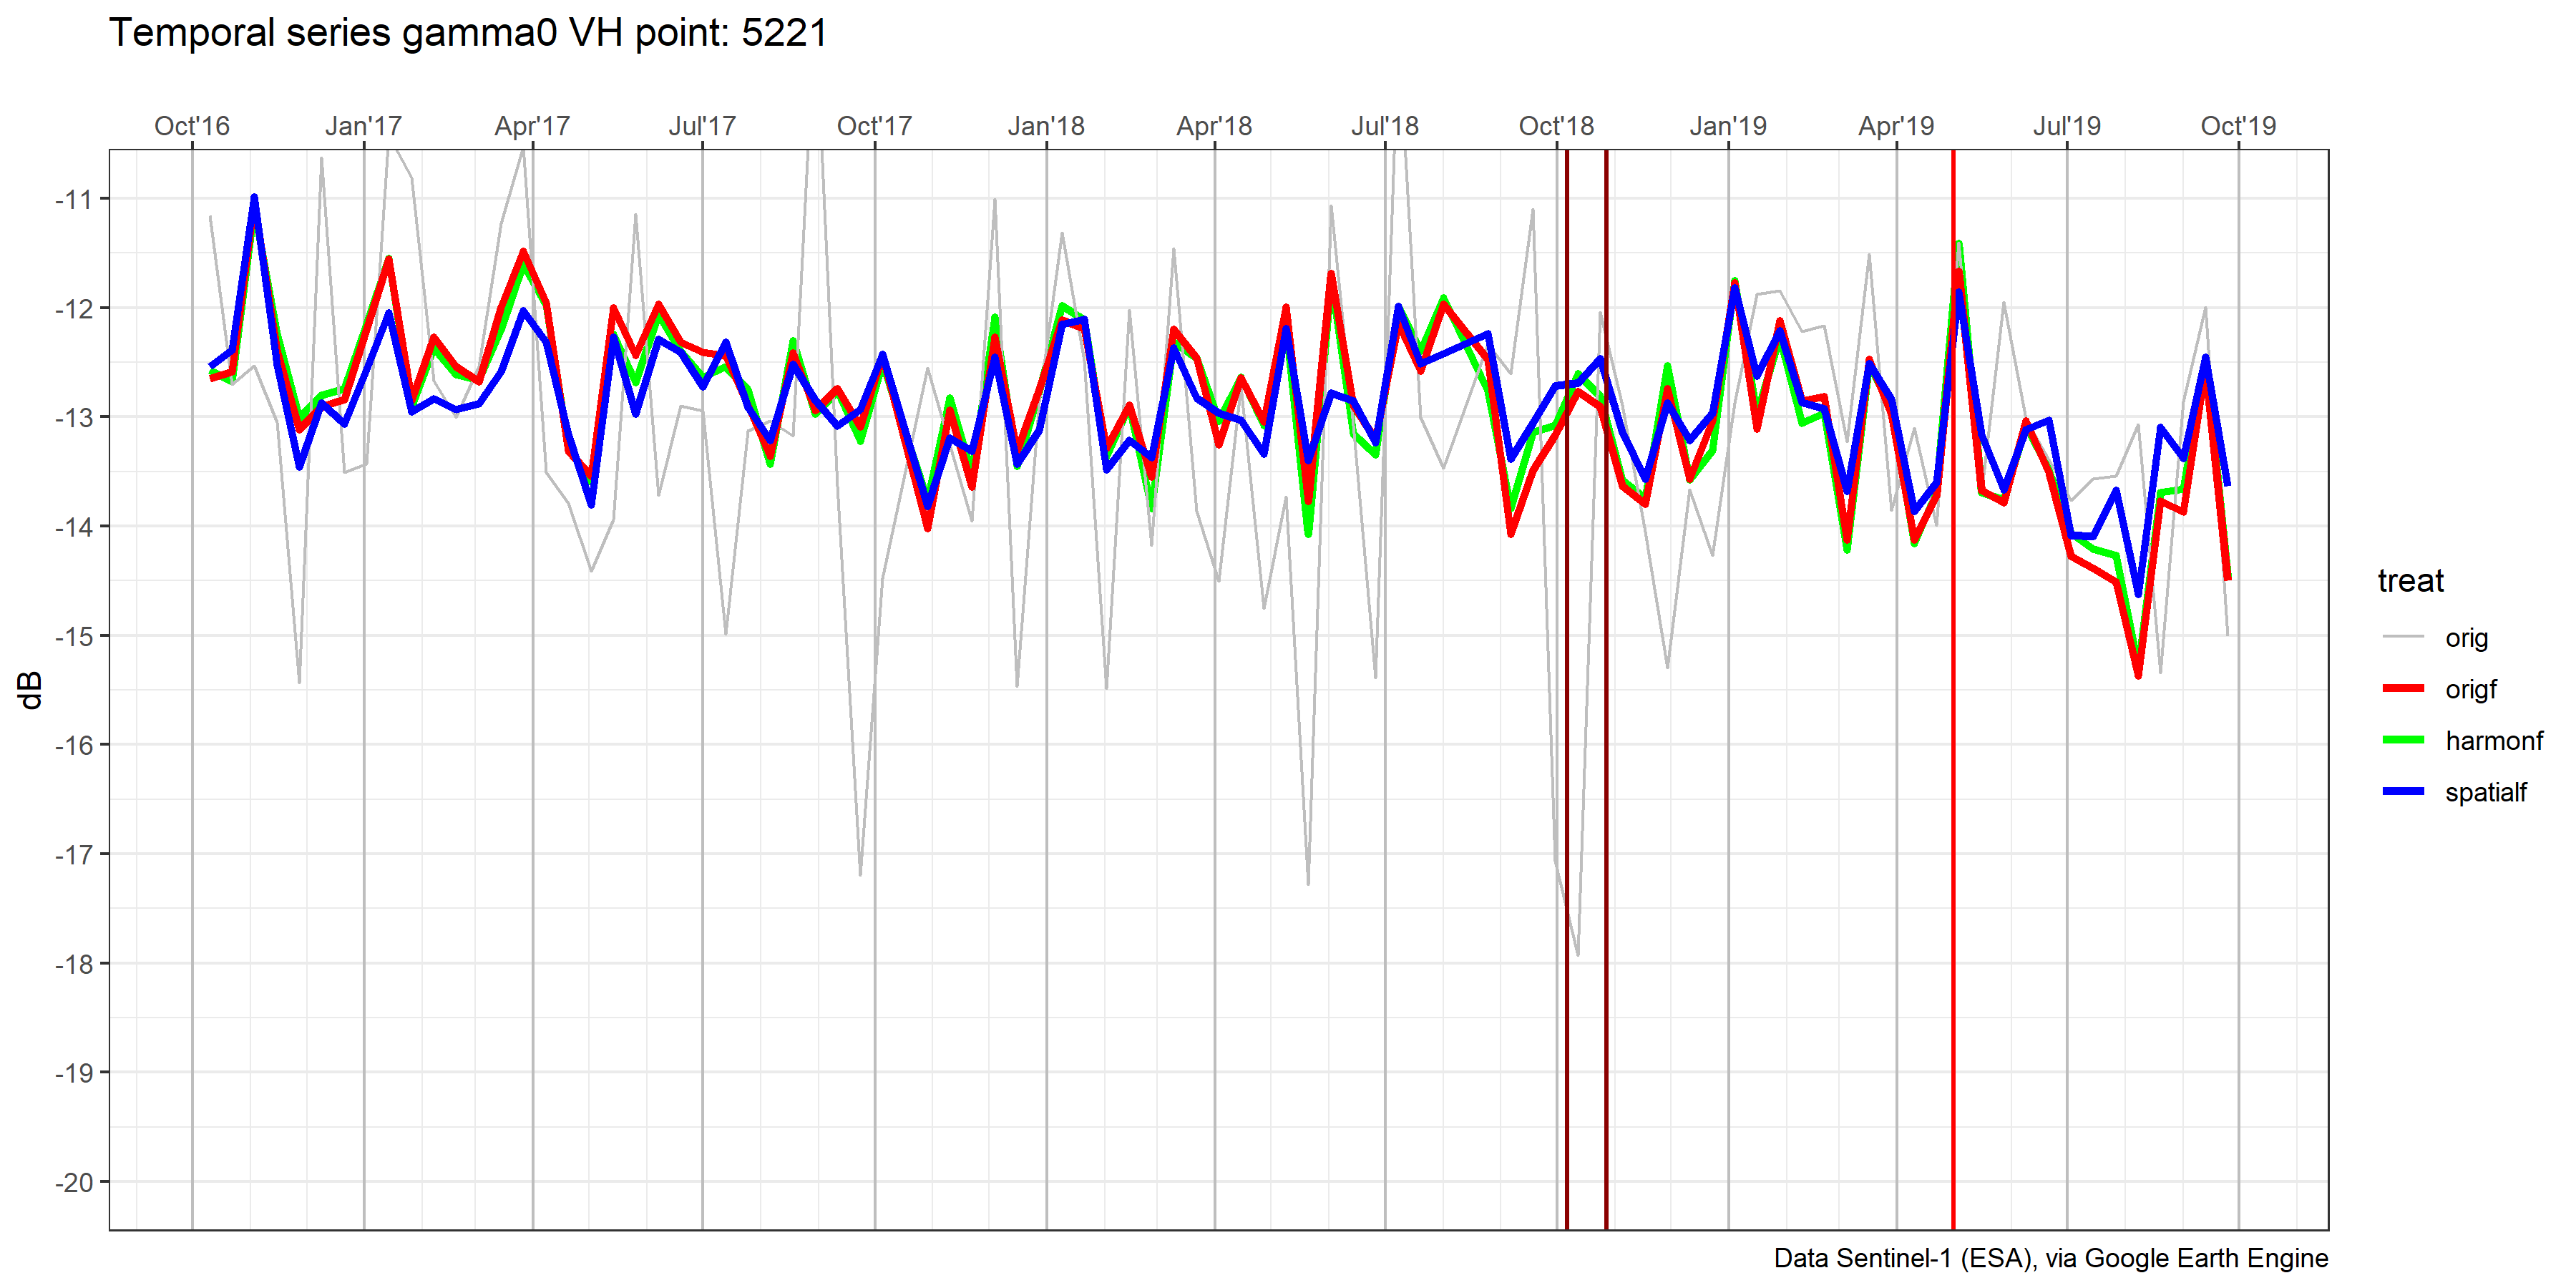 Temporal series gamma0 VH point: 5221
Oct'16 Jan'17 Apr'17 Jul'17 Oct'17 Jan'18 Apr'18 Jul'18 Oct'18 Jan'19 Apr'19 Jul'19 Oct'19
-11
-12
-13
-14
-15
-16
-17
-18
-19
-20
dB
treat
orig
origf
harmonf
spatialf
Data Sentinel-1 (ESA), via Google Earth Engine